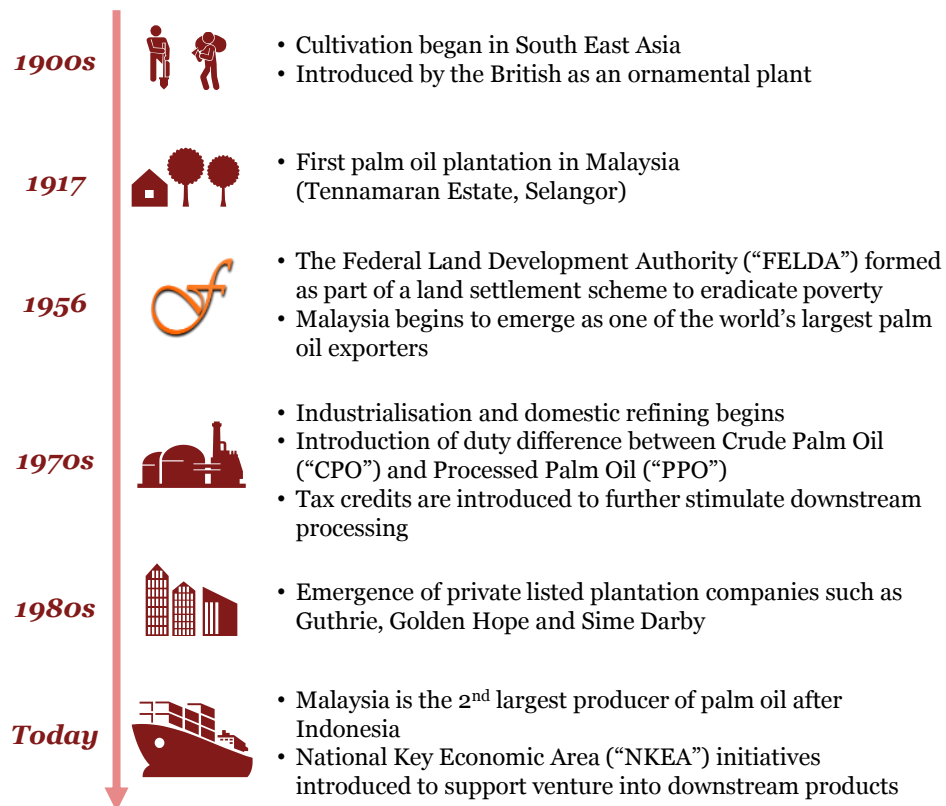 1900s
• Cultivation began in South East Asia
• Introduced by the British as an ornamental plant
1917
• First palm oil plantation in Malaysia
(Tennamaran Estate, Selangor)
1956
• The Federal Land Development Authority (“FELDA”) formed
as part of a land settlement scheme to eradicate poverty
• Malaysia begins to emerge as one of the world’s largest palm
oil exporters
1970s
• Industrialisation and domestic refining begins
• Introduction of duty difference between Crude Palm Oil
(“CPO”) and Processed Palm Oil (“PPO”)
• Tax credits are introduced to further stimulate downstream
processing
1980s
• Emergence of private listed plantation companies such as
Guthrie, Golden Hope and Sime Darby
Today
• Malaysia is the 2nd largest producer of palm oil after
Indonesia
• National Key Economic Area (“NKEA”) initiatives
introduced to support venture into downstream products